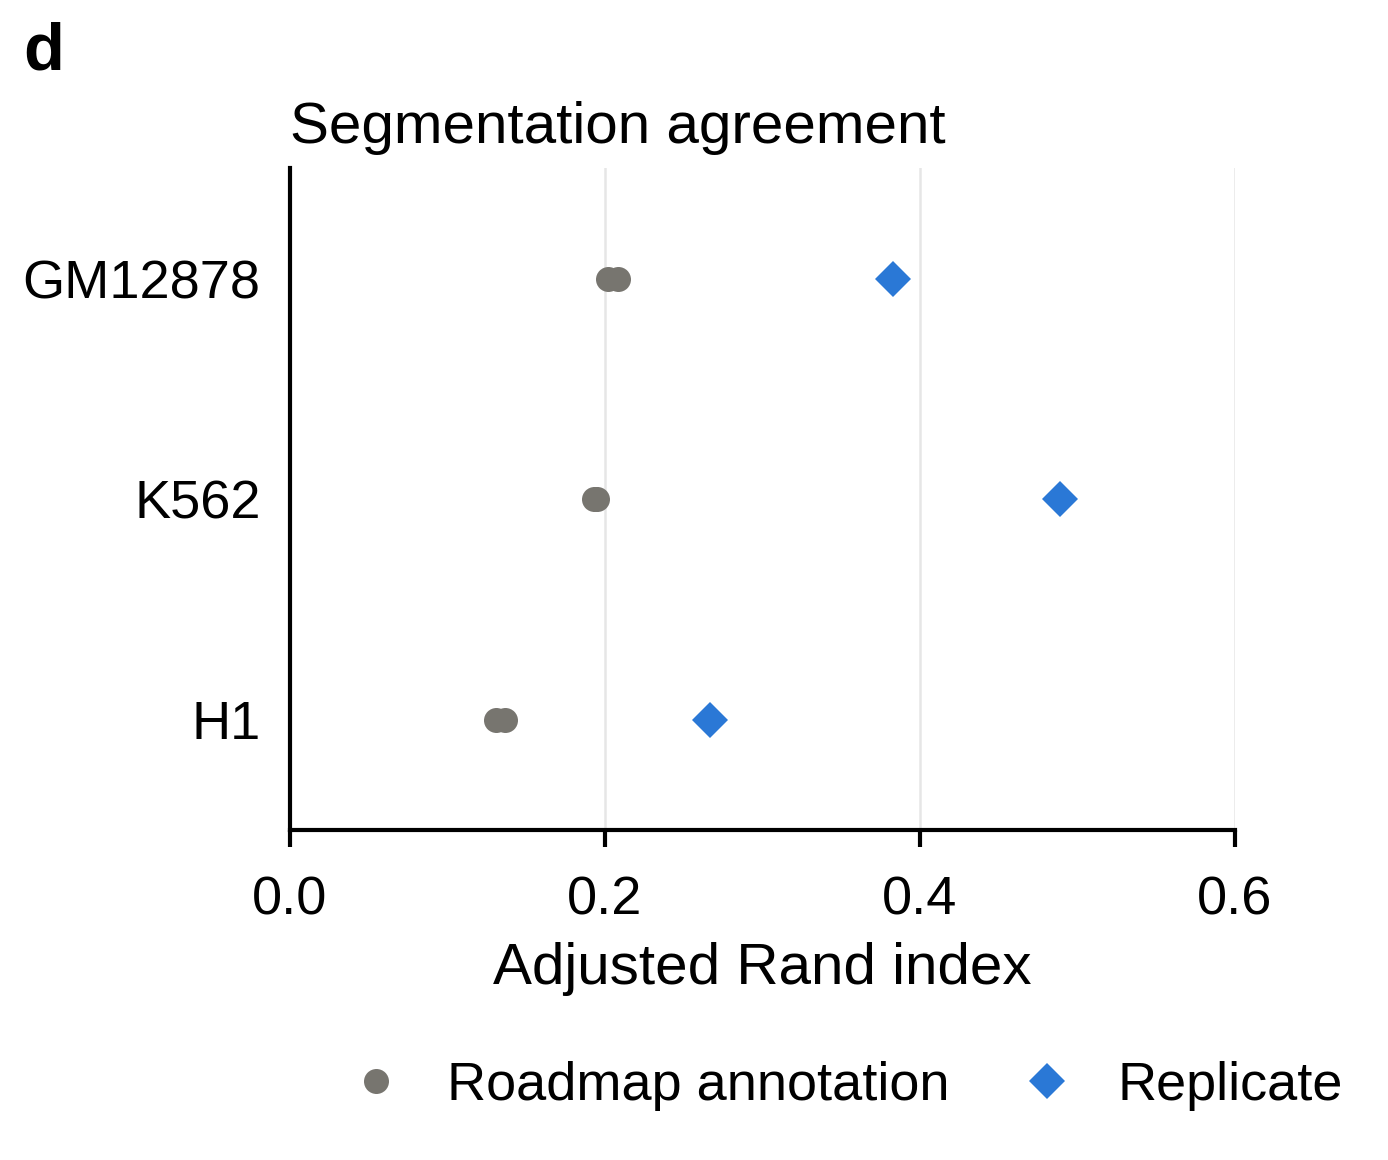 d
Segmentation agreement
GM12878
K562
H1
0.0 0.2 0.4 0.6
Adjusted Rand index
Roadmap annotation Replicate